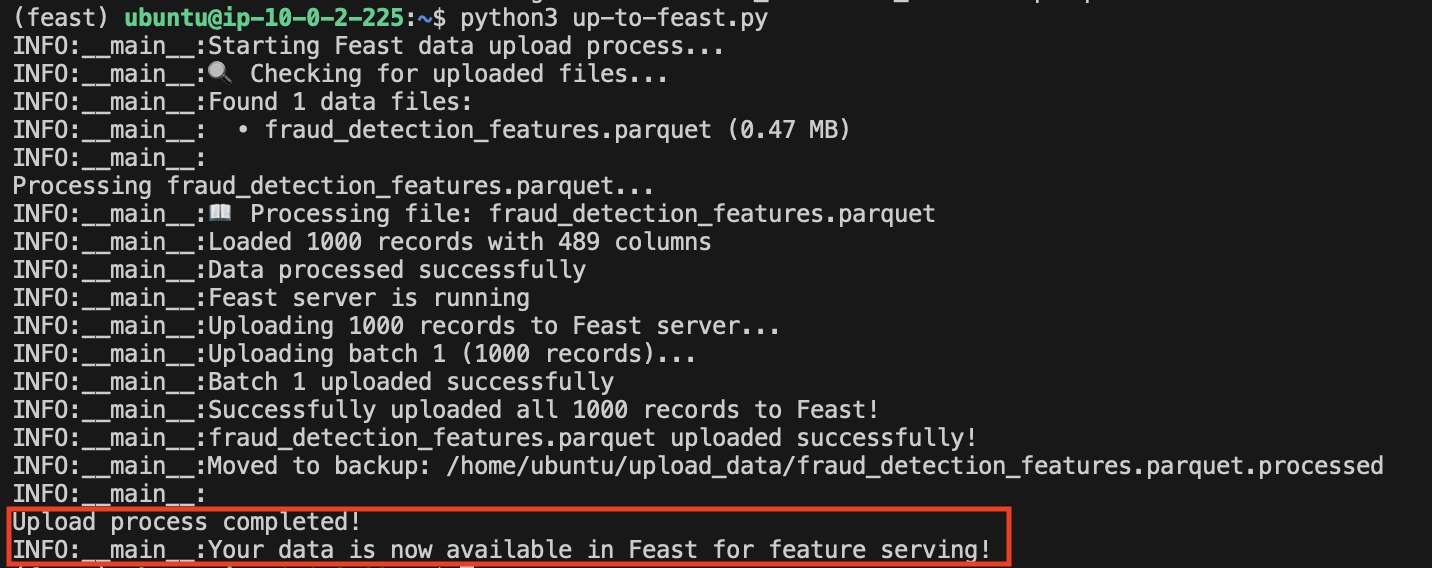 (feast) ubuntu@ip-10-0-2-225:~$ python3 up-to-feast.py
INFO:__main__:Starting Feast data upload process...
INFO:__main__:🔍 Checking for uploaded files...
INFO:__main__:Found 1 data files:
INFO:__main__:  • fraud_detection_features.parquet (0.47 MB)
INFO:__main__:
Processing fraud_detection_features.parquet...
INFO:__main__:📖 Processing file: fraud_detection_features.parquet
INFO:__main__:Loaded 1000 records with 489 columns
INFO:__main__:Data processed successfully
INFO:__main__:Feast server is running
INFO:__main__:Uploading 1000 records to Feast server...
INFO:__main__:Uploading batch 1 (1000 records)...
INFO:__main__:Batch 1 uploaded successfully
INFO:__main__:Successfully uploaded all 1000 records to Feast!
INFO:__main__:fraud_detection_features.parquet uploaded successfully!
INFO:__main__:Moved to backup: /home/ubuntu/upload_data/fraud_detection_features.parquet.processed
INFO:__main__:
Upload process completed!
INFO:__main__:Your data is now available in Feast for feature serving!